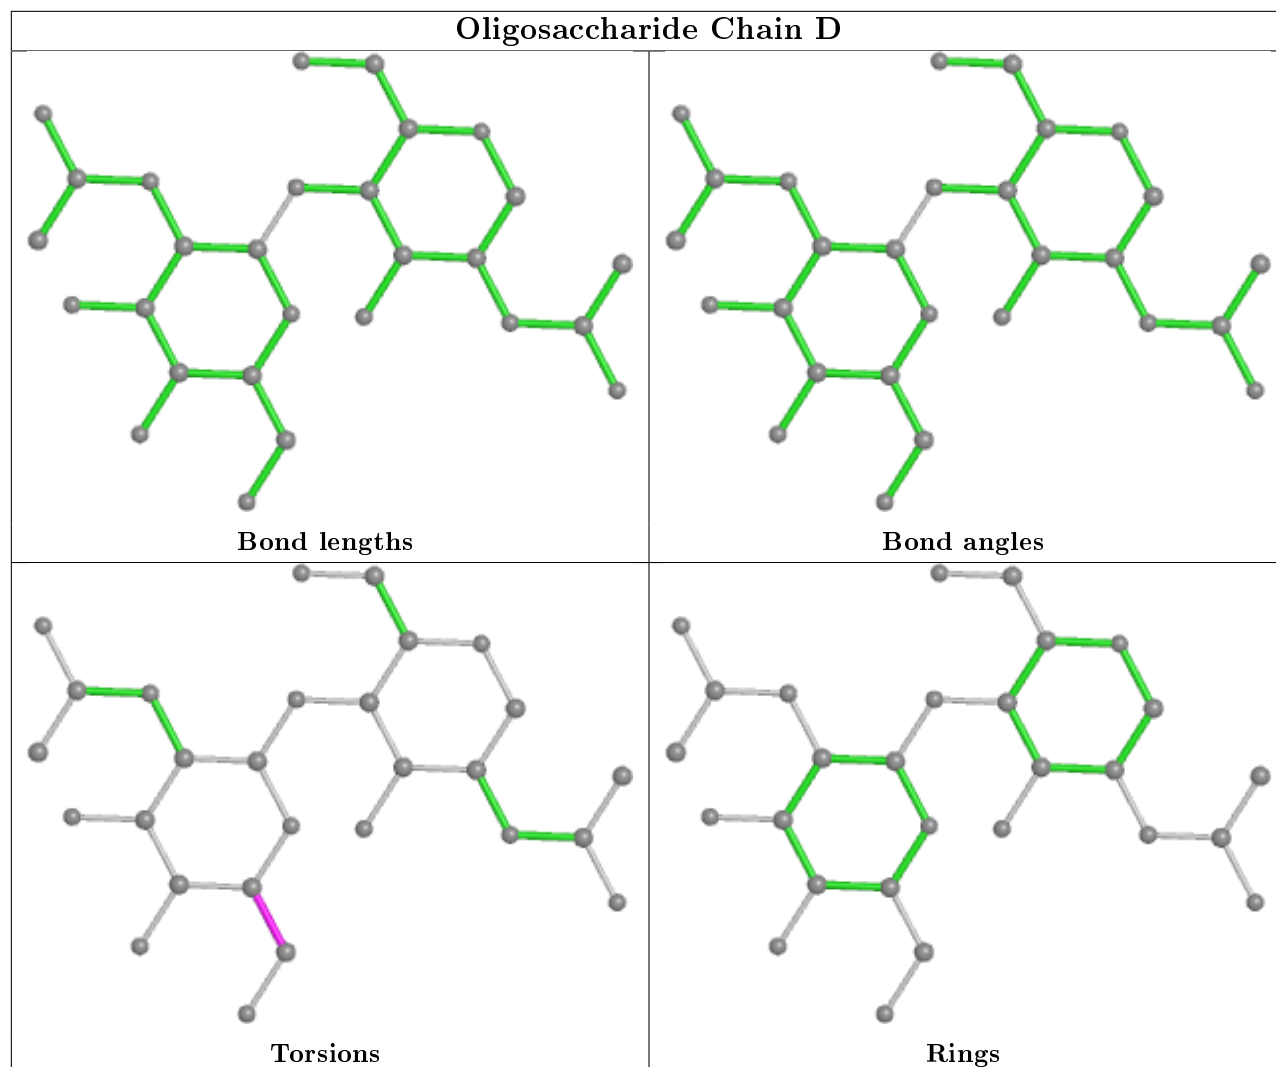 Oligosaccharide Chain D
Bond lengths
Bond angles
Torsions
Rings